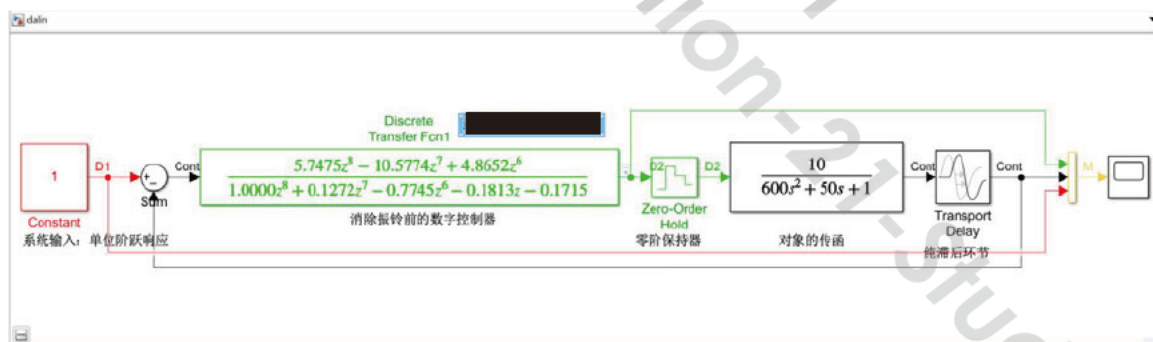 dalin
Discrete
Transfer Fcn1
5.7475z⁸ − 10.5774z⁷ + 4.8652z⁶
1.0000z⁸ + 0.1272z⁷ − 0.7745z⁶ − 0.1813z − 0.1715
消除振铃前的数字控制器
1
D1
Constant
系统输入：单位阶跃响应
Sum
Cont
D2
D2
Zero-Order
Hold
零阶保持器
10
600s² + 50s + 1
对象的传函
Cont
Cont
Transport
Delay
纯滞后环节
M